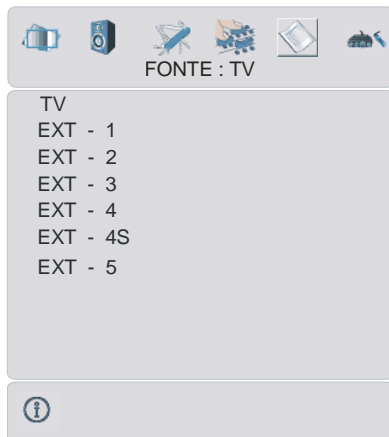 FONTE : TV
TV
EXT - 1
EXT - 2
EXT - 3
EXT - 4
EXT - 4S
EXT - 5